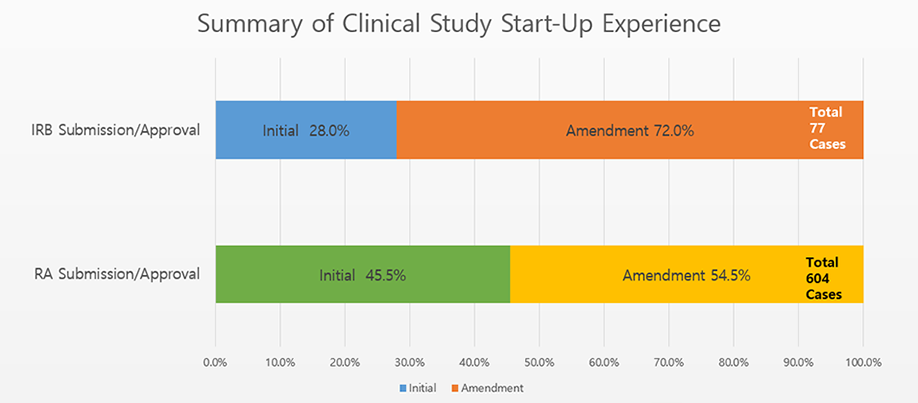 Summary of Clinical Study Start-Up Experience
IRB Submission/Approval
Initial 28.0%
Amendment 72.0%
Total
77
Cases
RA Submission/Approval
Initial 45.5%
Amendment 54.5%
Total
604
Cases
0.0% 10.0% 20.0% 30.0% 40.0% 50.0% 60.0% 70.0% 80.0% 90.0% 100.0%
Initial Amendment